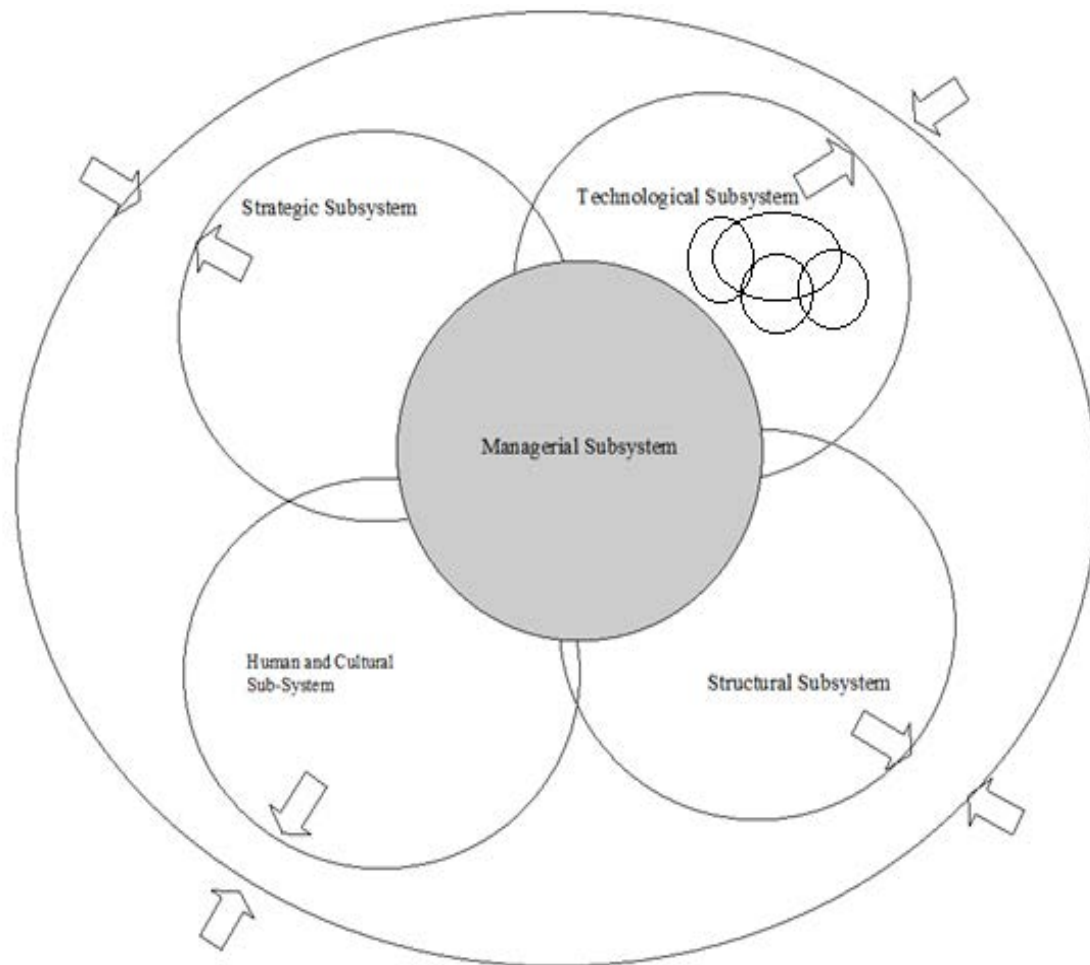 Strategic Subsystem
Technological Subsystem
Managerial Subsystem
Human and Cultural
Sub-System
Structural Subsystem